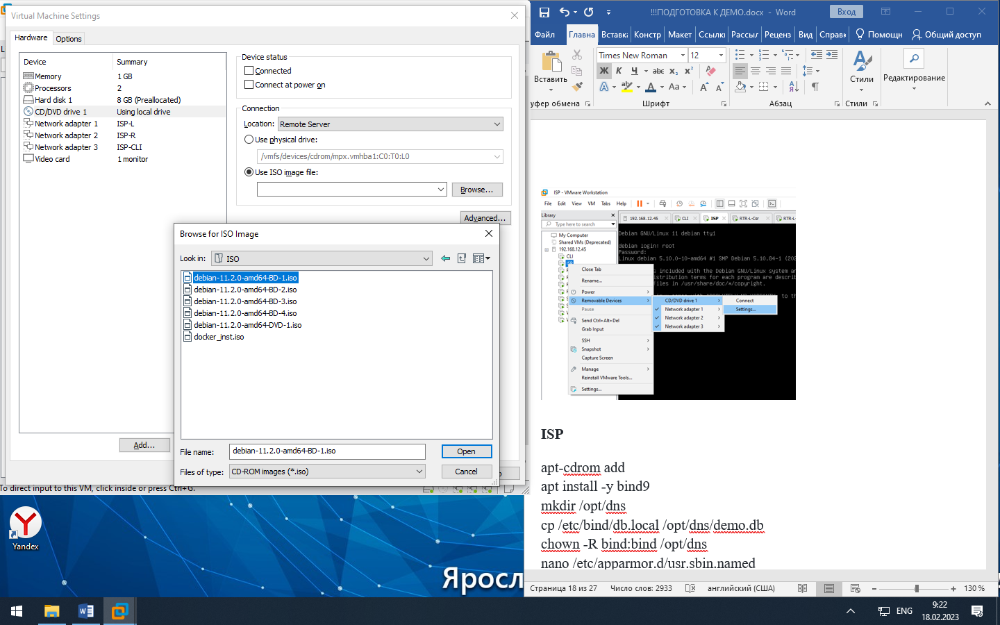 Virtual Machine Settings
Hardware
Options
Device
Summary
Memory
1 GB
Processors
2
Hard disk 1
8 GB (Preallocated)
CD/DVD drive 1
Using local drive
Network adapter 1
ISP-L
Network adapter 2
ISP-R
Network adapter 3
ISP-CLI
Video card
1 monitor
Add...
Device status
Connected
Connect at power on
Connection
Location:
Remote Server
Use physical drive:
/vmfs/devices/cdrom/mpx.vmhba1:C0:T0:L0
Use ISO image file:
Browse...
Advanced...
Browse for ISO Image
Look in:
ISO
debian-11.2.0-amd64-BD-1.iso
debian-11.2.0-amd64-BD-2.iso
debian-11.2.0-amd64-BD-3.iso
debian-11.2.0-amd64-BD-4.iso
debian-11.2.0-amd64-DVD-1.iso
docker_inst.iso
File name:
debian-11.2.0-amd64-BD-1.iso
Open
Files of type:
CD-ROM images (*.iso)
Cancel
To direct input to this VM, click inside or press Ctrl+G.
Yandex
Яросл
!!!ПОДГОТОВКА К ДЕМО.docx - Word
Вход
Файл
Главна
Вставка
Констр
Макет
Ссылки
Рассыл
Реценз
Вид
Справк
Помощн
Общий доступ
Вставить
Times New Roman
12
Ж К Ч abc x₂ x²
Aa
Стили
Редактирование
уфер обмена
Шрифт
Абзац
Стили
ISP - VMware Workstation
File Edit View VM Tabs Help
Library
Type here to search
My Computer
Shared VMs (Deprecated)
192.168.12.45
CLI
ISP
192.168.12.45
CLI
ISP
RTR-L-Csr
RTR-L-
Debian GNU/Linux 11 debian tty1
debian login: root
Password:
Linux debian 5.10.0-10-amd64 #1 SMP Debian 5.10.84-1 (202
s included with the Debian GNU/Linux system ar
stribution terms for each program are describ
files in /usr/share/doc/*/copyright.
Close Tab
Rename...
Power
Removable Devices
Pause
Send Ctrl+Alt+Del
Grab Input
SSH
Snapshot
Capture Screen
Manage
Reinstall VMware Tools...
Settings...
CD/DVD drive 1
Network adapter 1
Network adapter 2
Network adapter 3
Connect
Settings...
ISP
apt-cdrom add
apt install -y bind9
mkdir /opt/dns
cp /etc/bind/db.local /opt/dns/demo.db
chown -R bind:bind /opt/dns
nano /etc/apparmor.d/usr.sbin.named
Страница 18 из 27
Число слов: 2933
английский (США)
130 %
ENG
9:22
18.02.2023